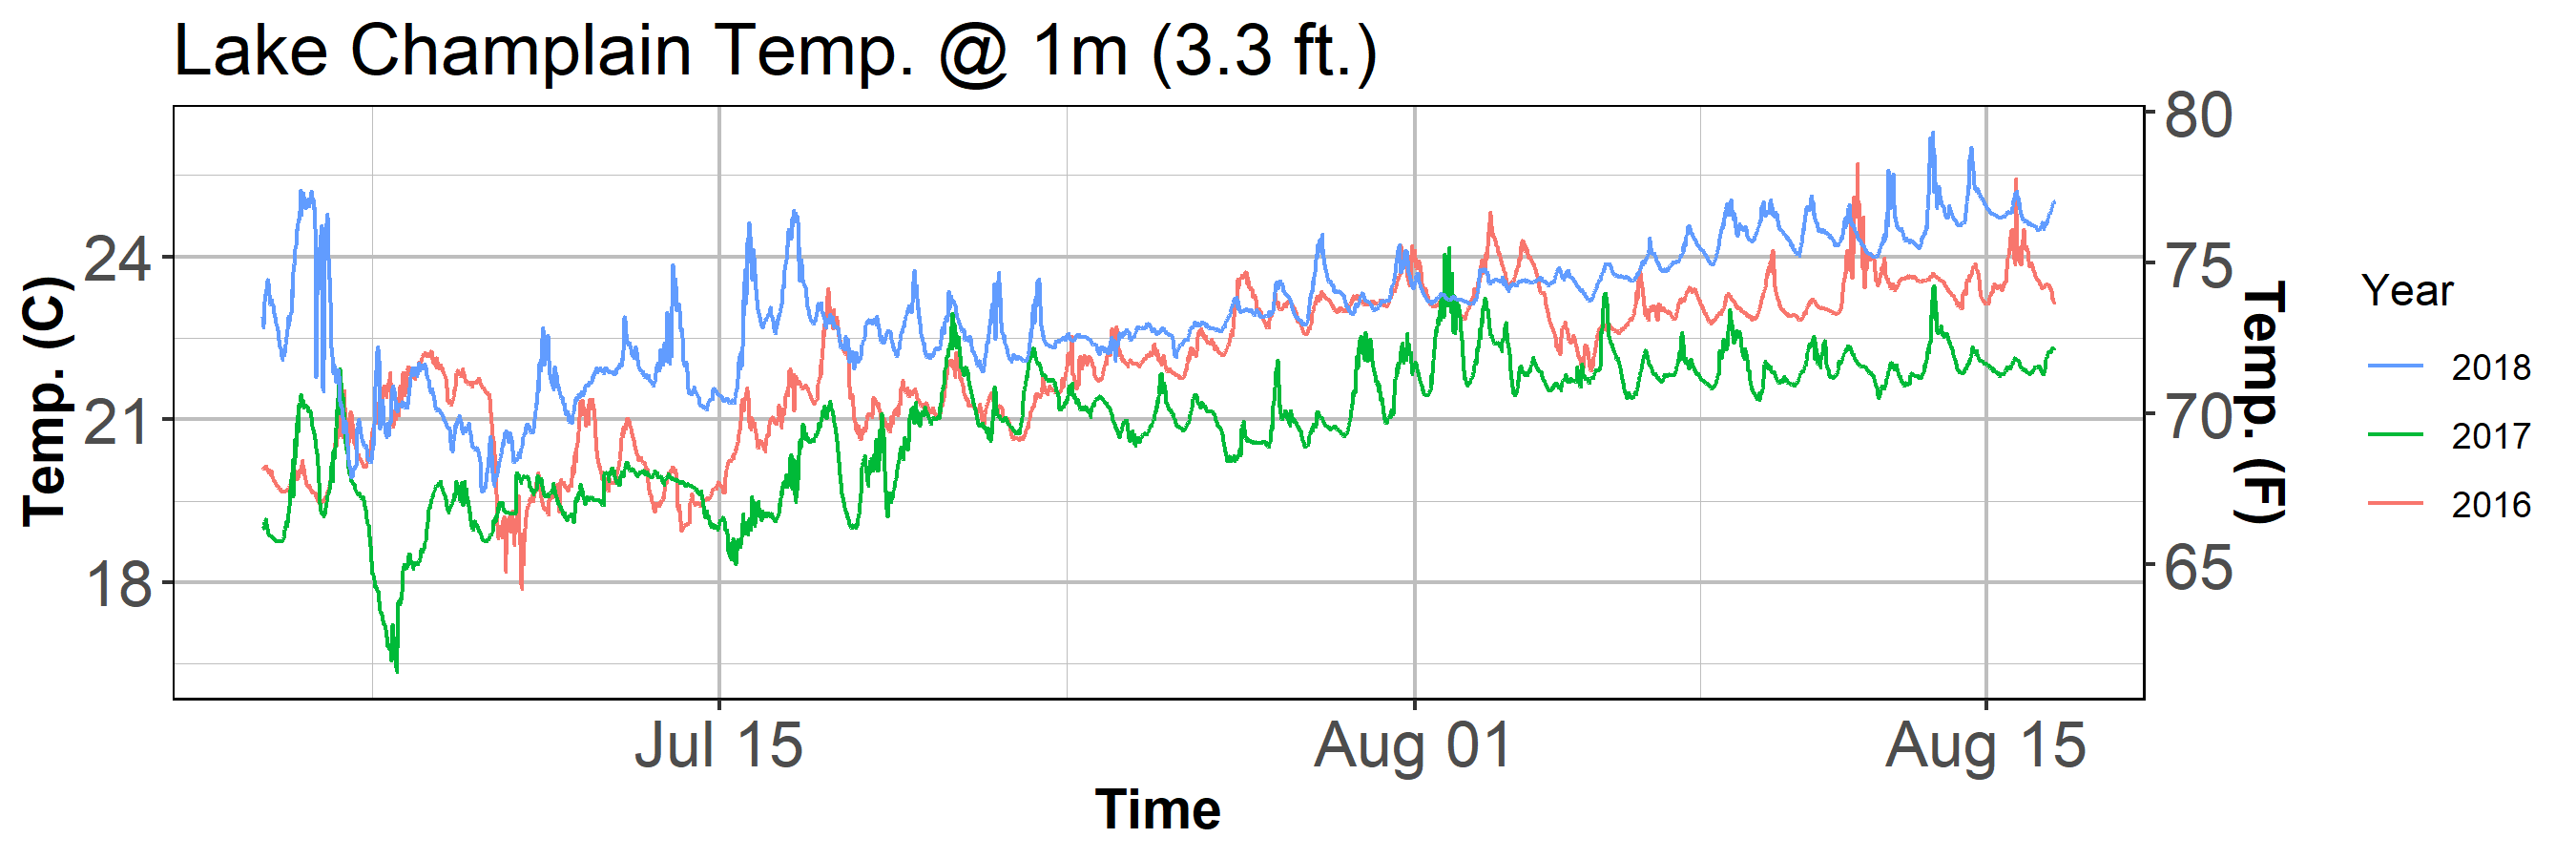 Lake Champlain Temp. @ 1m (3.3 ft.)
Temp. (C)
24
21
18
80
75
70
65
Temp. (F)
Jul 15
Aug 01
Aug 15
Time
Year
2018
2017
2016